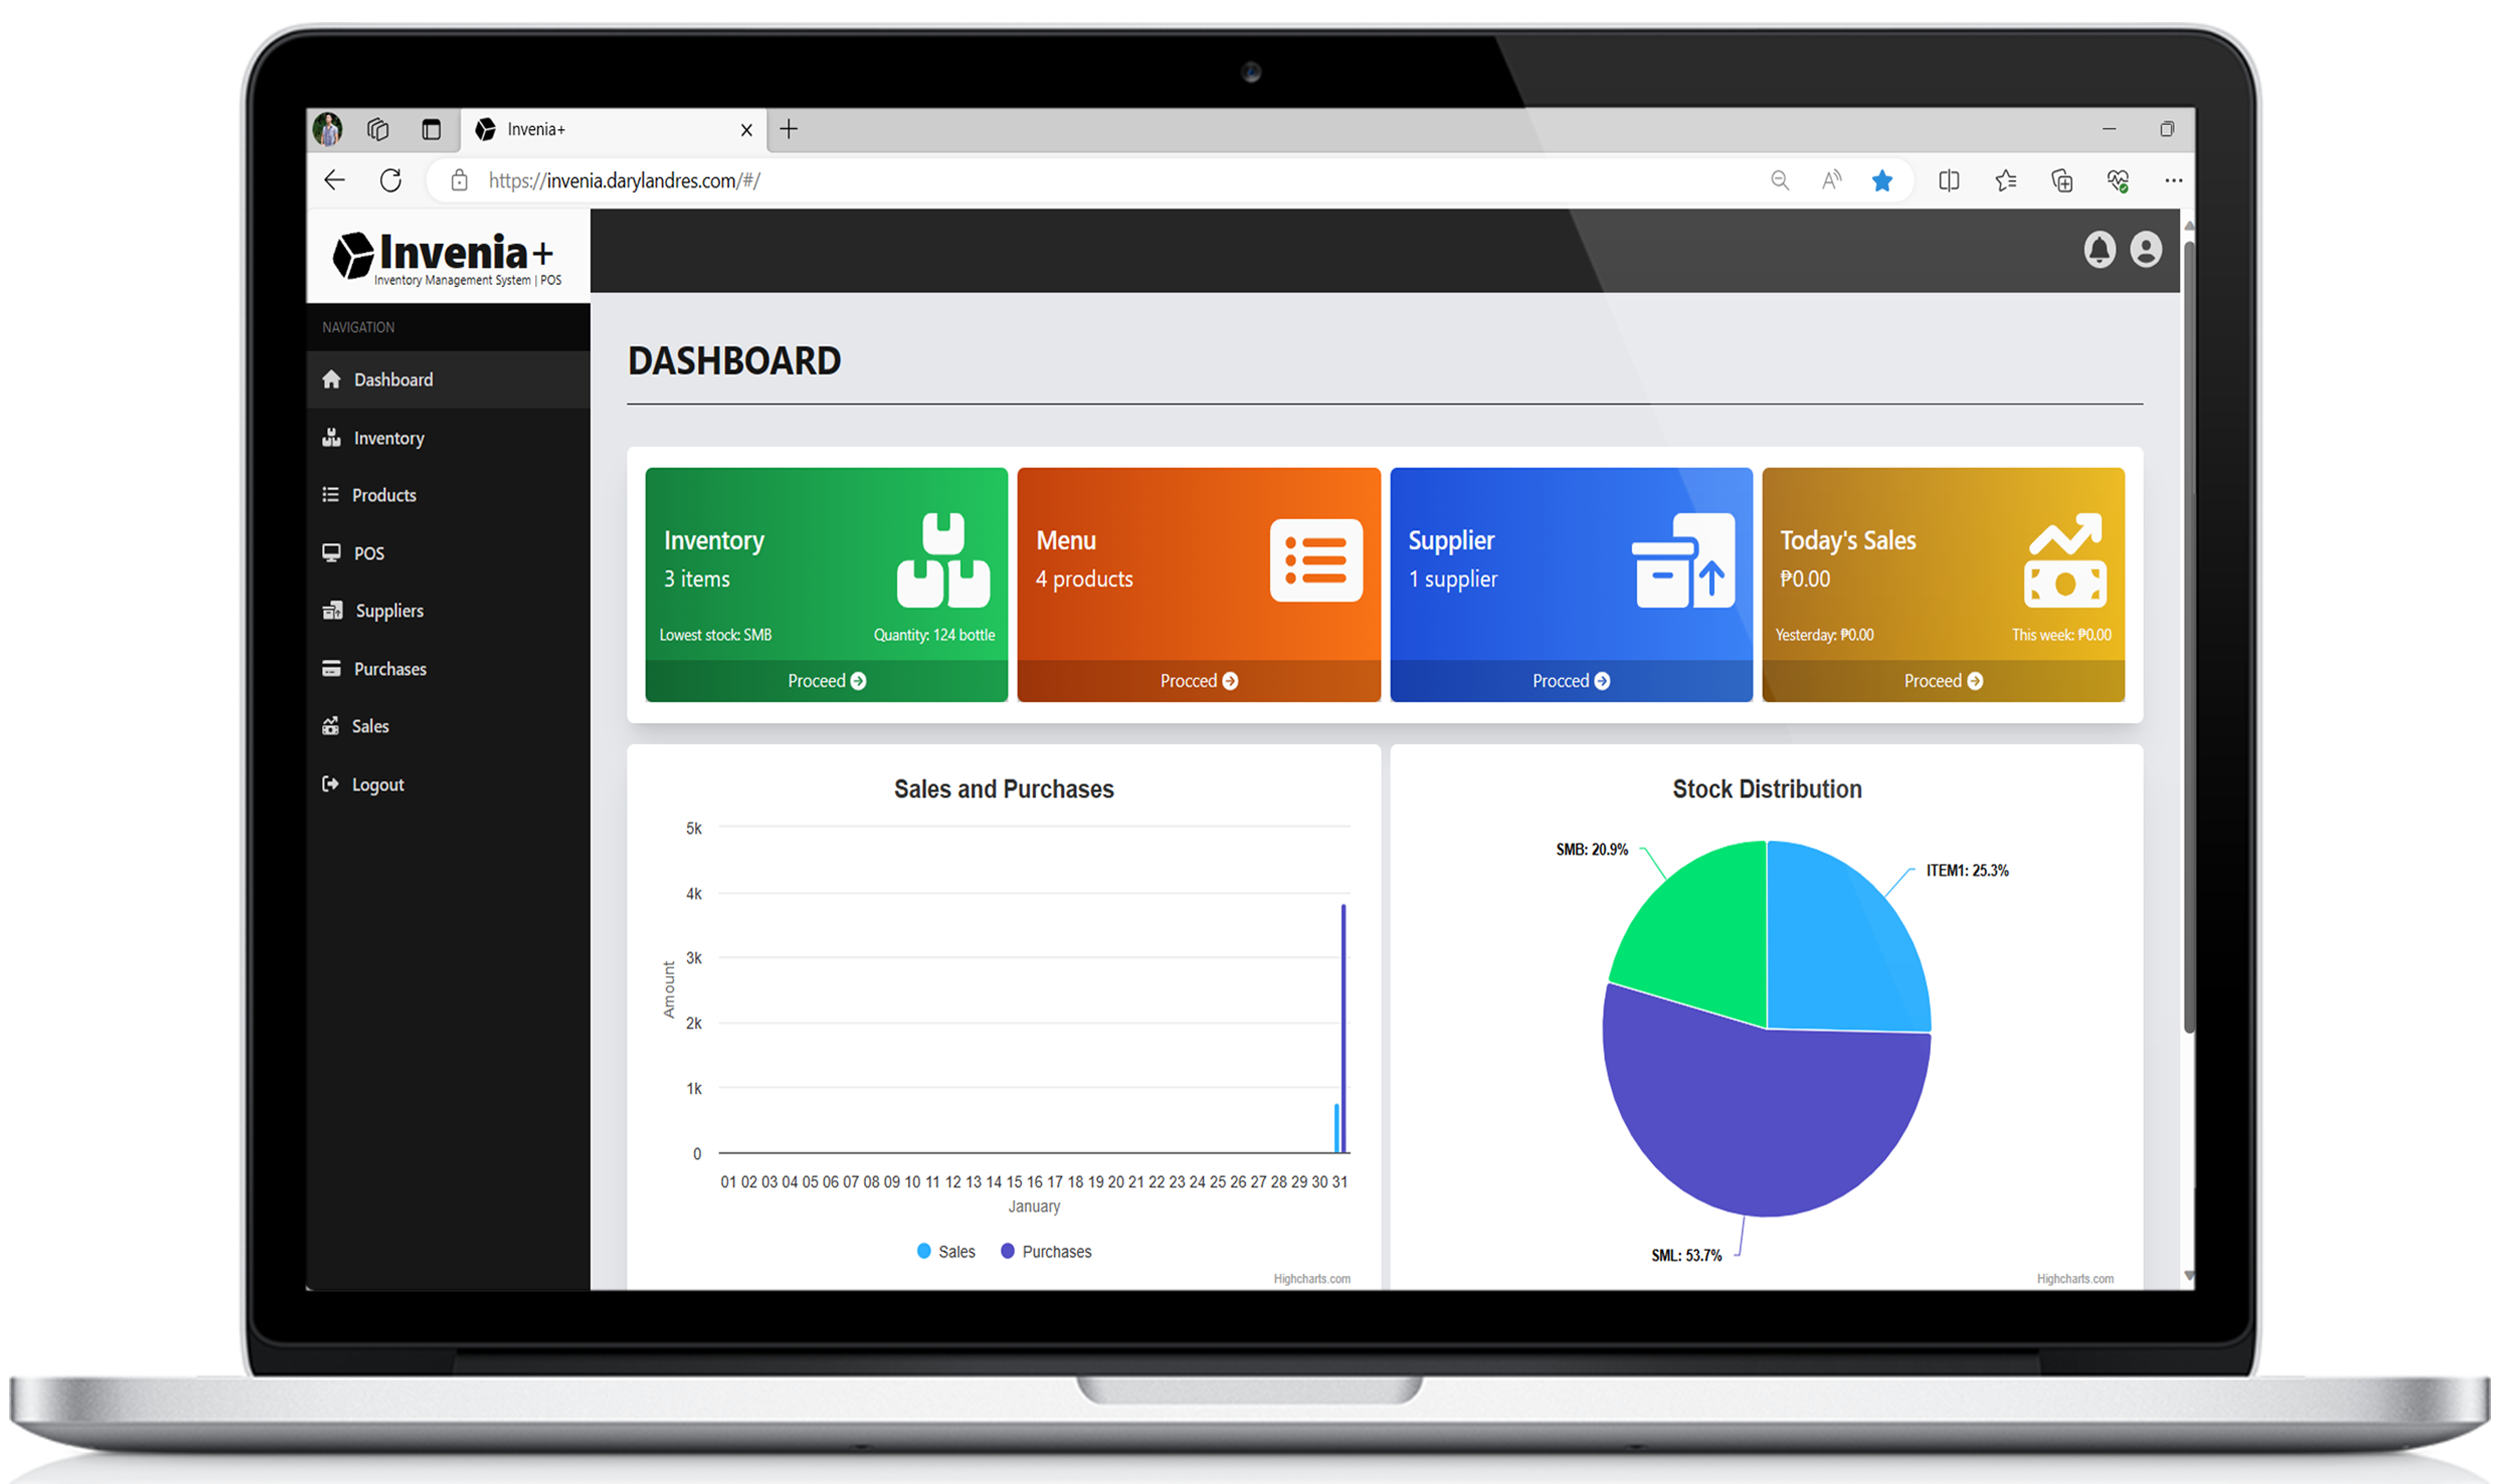 Invenia+
https://invenia.darylandres.com/#/
Invenia+
Inventory Management System | POS
NAVIGATION
Dashboard
Inventory
Products
POS
Suppliers
Purchases
Sales
Logout
DASHBOARD
Inventory
3 items
Lowest stock: SMB
Quantity: 124 bottle
Proceed
Menu
4 products
Procced
Supplier
1 supplier
Procced
Today's Sales
₱0.00
Yesterday: ₱0.00
This week: ₱0.00
Proceed
Sales and Purchases
5k
4k
3k
2k
1k
0
Amount
01 02 03 04 05 06 07 08 09 10 11 12 13 14 15 16 17 18 19 20 21 22 23 24 25 26 27 28 29 30 31
January
Sales
Purchases
Highcharts.com
Stock Distribution
SMB: 20.9%
ITEM1: 25.3%
SML: 53.7%
Highcharts.com